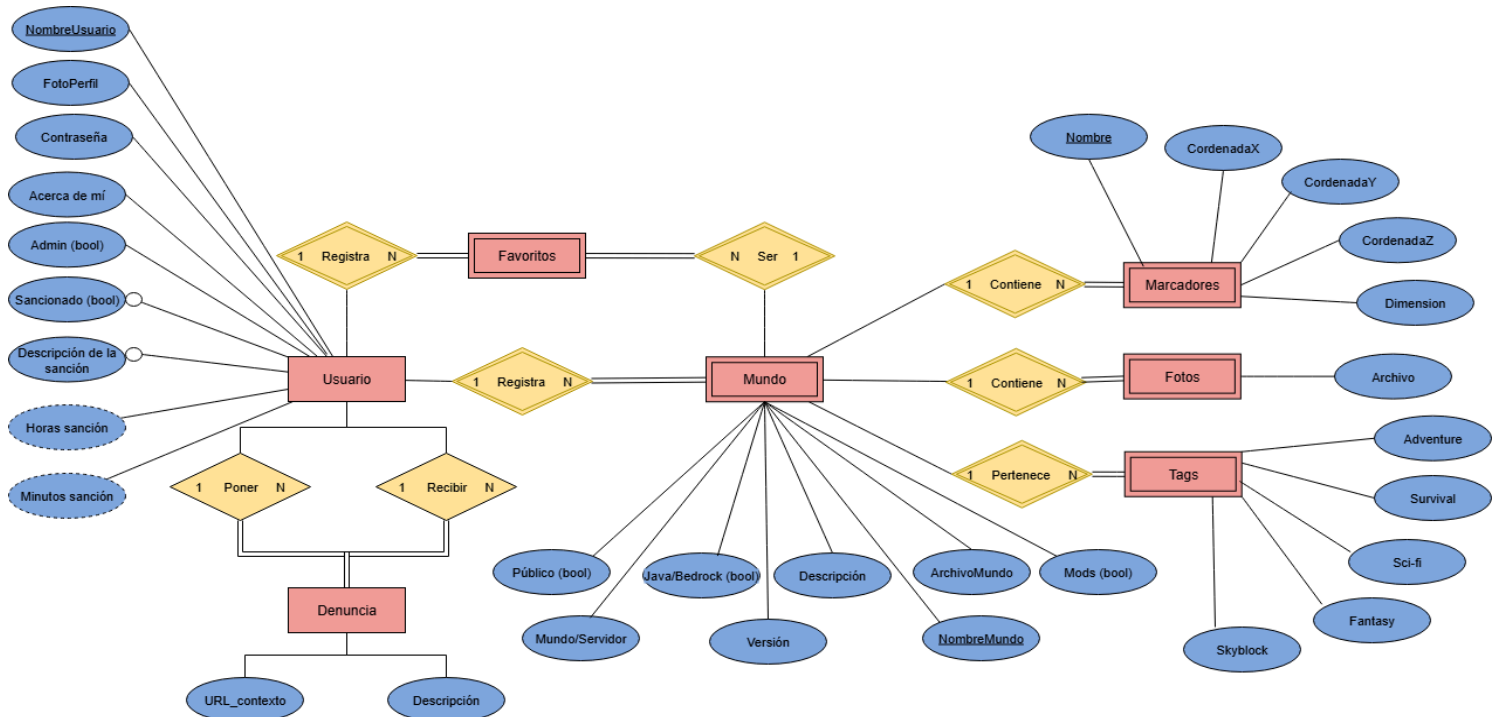 NombreUsuario
FotoPerfil
Contraseña
Acerca de mí
Admin (bool)
Sancionado (bool)
Descripción de la
sanción
Horas sanción
Minutos sanción
1 Registra N
Favoritos
N Ser 1
Usuario
1 Registra N
Mundo
1 Poner N
1 Recibir N
Denuncia
URL_contexto
Descripción
Nombre
CordenadaX
CordenadaY
CordenadaZ
Dimension
1 Contiene N
Marcadores
1 Contiene N
Fotos
Archivo
1 Pertenece N
Tags
Adventure
Survival
Sci-fi
Fantasy
Skyblock
Público (bool)
Java/Bedrock (bool)
Descripción
ArchivoMundo
Mods (bool)
Mundo/Servidor
Versión
NombreMundo